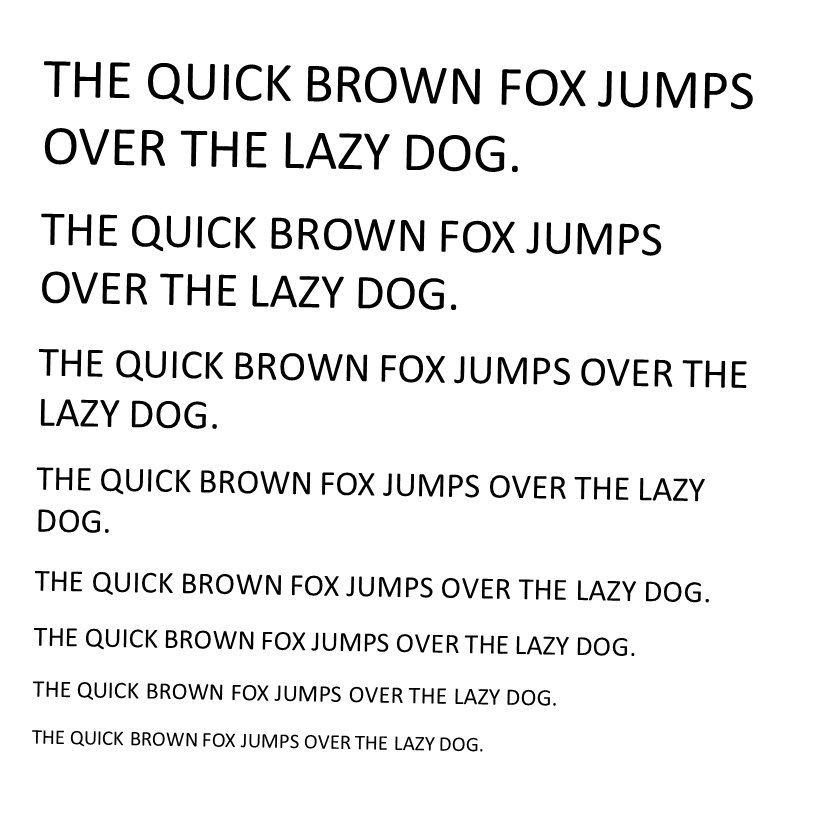 THE QUICK BROWN FOX JUMPS
OVER THE LAZY DOG.
THE QUICK BROWN FOX JUMPS
OVER THE LAZY DOG.
THE QUICK BROWN FOX JUMPS OVER THE
LAZY DOG.
THE QUICK BROWN FOX JUMPS OVER THE LAZY
DOG.
THE QUICK BROWN FOX JUMPS OVER THE LAZY DOG.
THE QUICK BROWN FOX JUMPS OVER THE LAZY DOG.
THE QUICK BROWN FOX JUMPS OVER THE LAZY DOG.
THE QUICK BROWN FOX JUMPS OVER THE LAZY DOG.